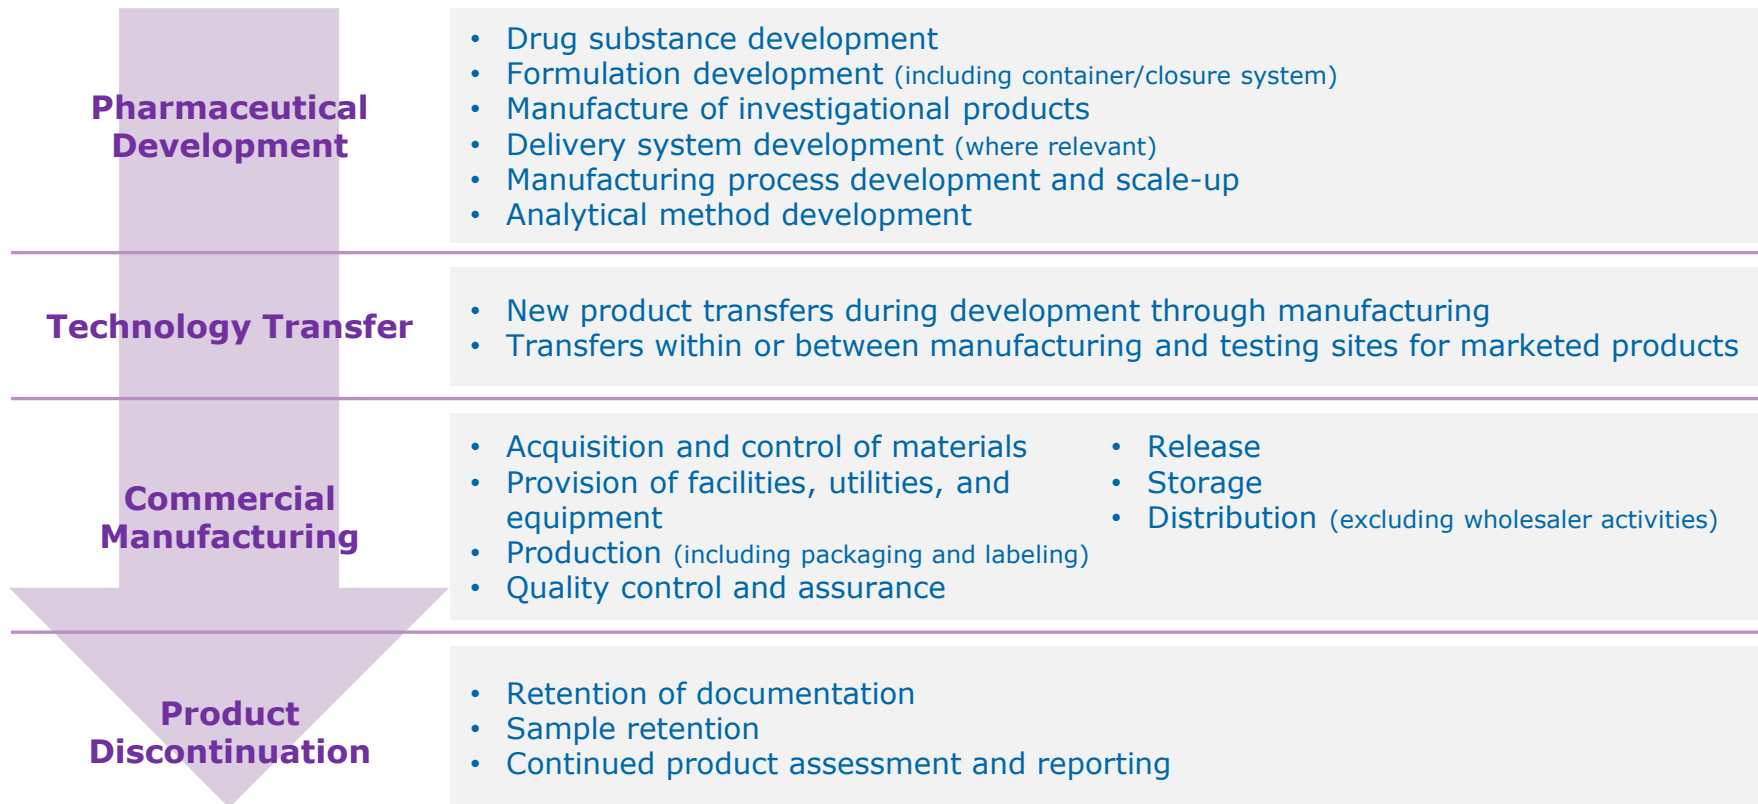 Pharmaceutical
Development
• Drug substance development
• Formulation development (including container/closure system)
• Manufacture of investigational products
• Delivery system development (where relevant)
• Manufacturing process development and scale-up
• Analytical method development
Technology Transfer
• New product transfers during development through manufacturing
• Transfers within or between manufacturing and testing sites for marketed products
Commercial
Manufacturing
• Acquisition and control of materials
• Provision of facilities, utilities, and
equipment
• Production (including packaging and labeling)
• Quality control and assurance
• Release
• Storage
• Distribution (excluding wholesaler activities)
Product
Discontinuation
• Retention of documentation
• Sample retention
• Continued product assessment and reporting